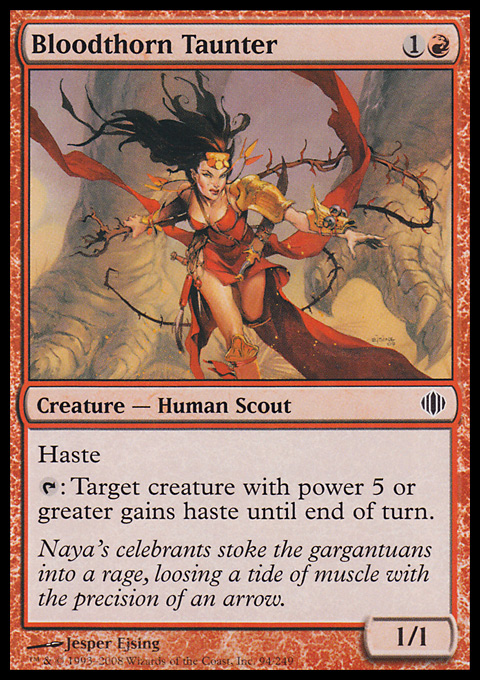 Bloodthorn Taunter 1
Creature — Human Scout
Haste
: Target creature with power 5 or
greater gains haste until end of turn.
Naya's celebrants stoke the gargantuans
into a rage, loosing a tide of muscle with
the precision of an arrow.
Jesper Ejsing
1/1
™ & © 1993–2008 Wizards of the Coast, Inc. 94/249